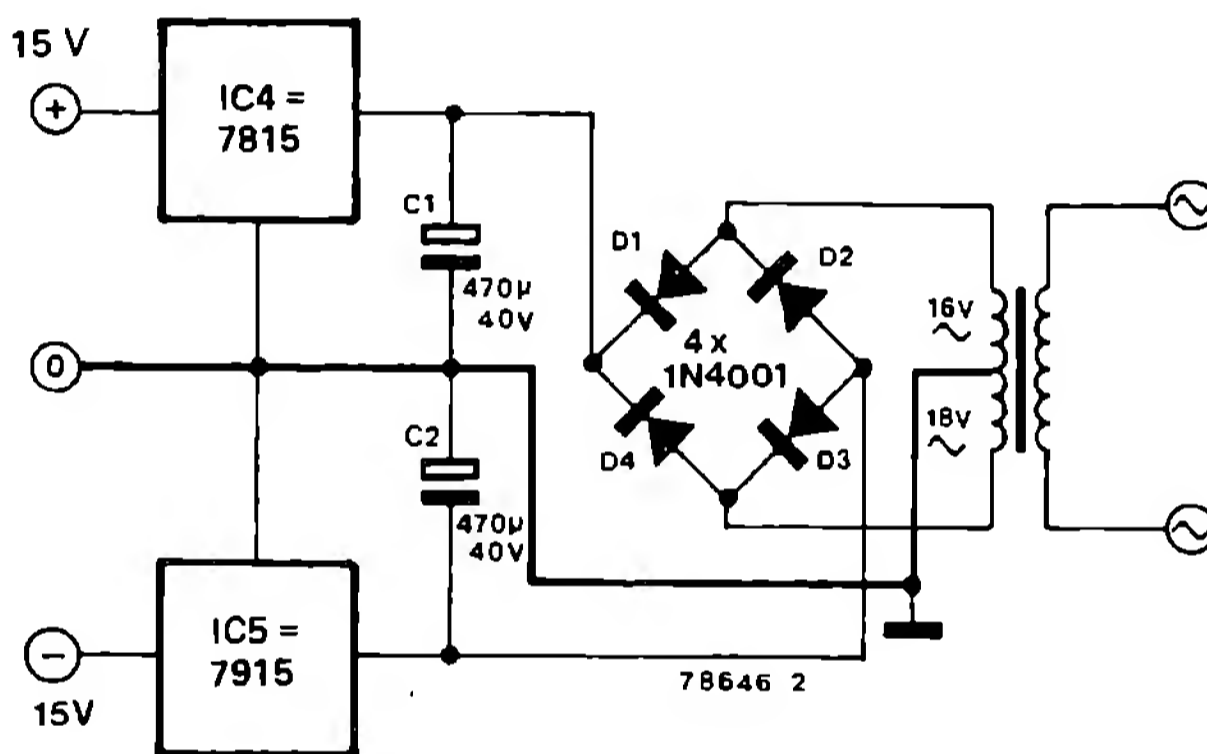 15 V
+
IC4 =
7815
C1
470µ
40V
D1
D2
4 x
1N4001
D4
D3
16V
~
18V
~
~
~
0
C2
470µ
40V
IC5 =
7915
−
15V
78646 2